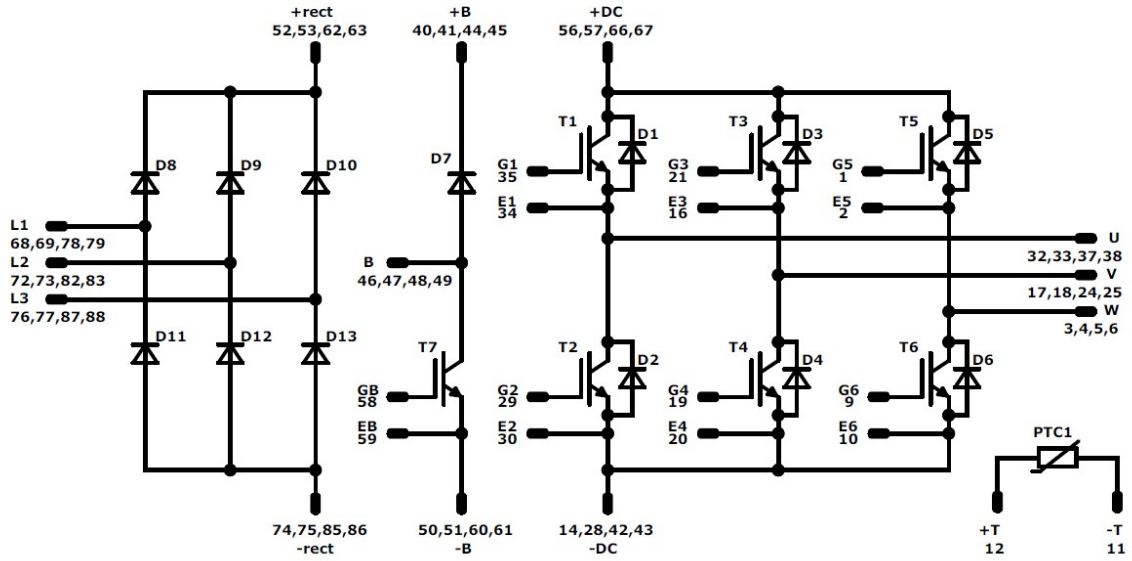 +rect
52,53,62,63
+B
40,41,44,45
+DC
56,57,66,67
T1
D1
T3
D3
T5
D5
D8
D9
D10
D7
G1
35
G3
21
G5
1
E1
34
E3
16
E5
2
L1
68,69,78,79
L2
72,73,82,83
L3
76,77,87,88
B
46,47,48,49
U
32,33,37,38
V
17,18,24,25
W
3,4,5,6
D11
D12
D13
T7
T2
D2
T4
D4
T6
D6
GB
58
G2
29
G4
19
G6
9
EB
59
E2
30
E4
20
E6
10
PTC1
74,75,85,86
-rect
50,51,60,61
-B
14,28,42,43
-DC
+T
12
-T
11